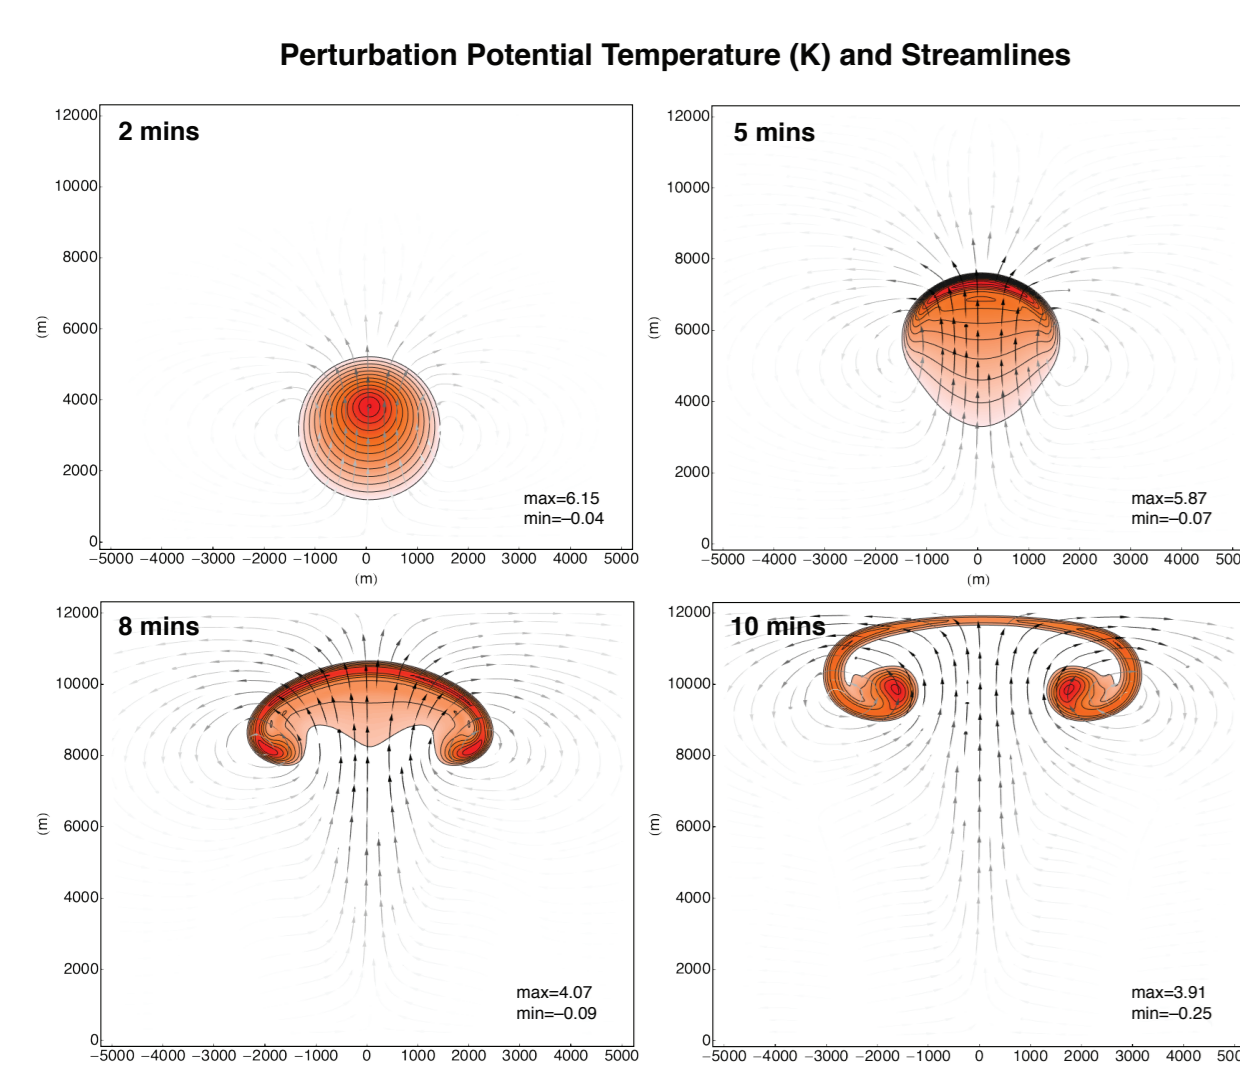 Perturbation Potential Temperature (K) and Streamlines
2 mins
12000
10000
8000
6000
4000
2000
0
(m)
max=6.15
min=–0.04
−5000 −4000 −3000 −2000 −1000 0 1000 2000 3000 4000 5000
(m)
5 mins
12000
10000
8000
6000
4000
2000
0
(m)
max=5.87
min=–0.07
−5000 −4000 −3000 −2000 −1000 0 1000 2000 3000 4000 500
(m)
8 mins
12000
10000
8000
6000
4000
2000
0
(m)
max=4.07
min=–0.09
−5000 −4000 −3000 −2000 −1000 0 1000 2000 3000 4000 5000
10 mins
12000
10000
8000
6000
4000
2000
0
(m)
max=3.91
min=–0.25
−5000 −4000 −3000 −2000 −1000 0 1000 2000 3000 4000 500